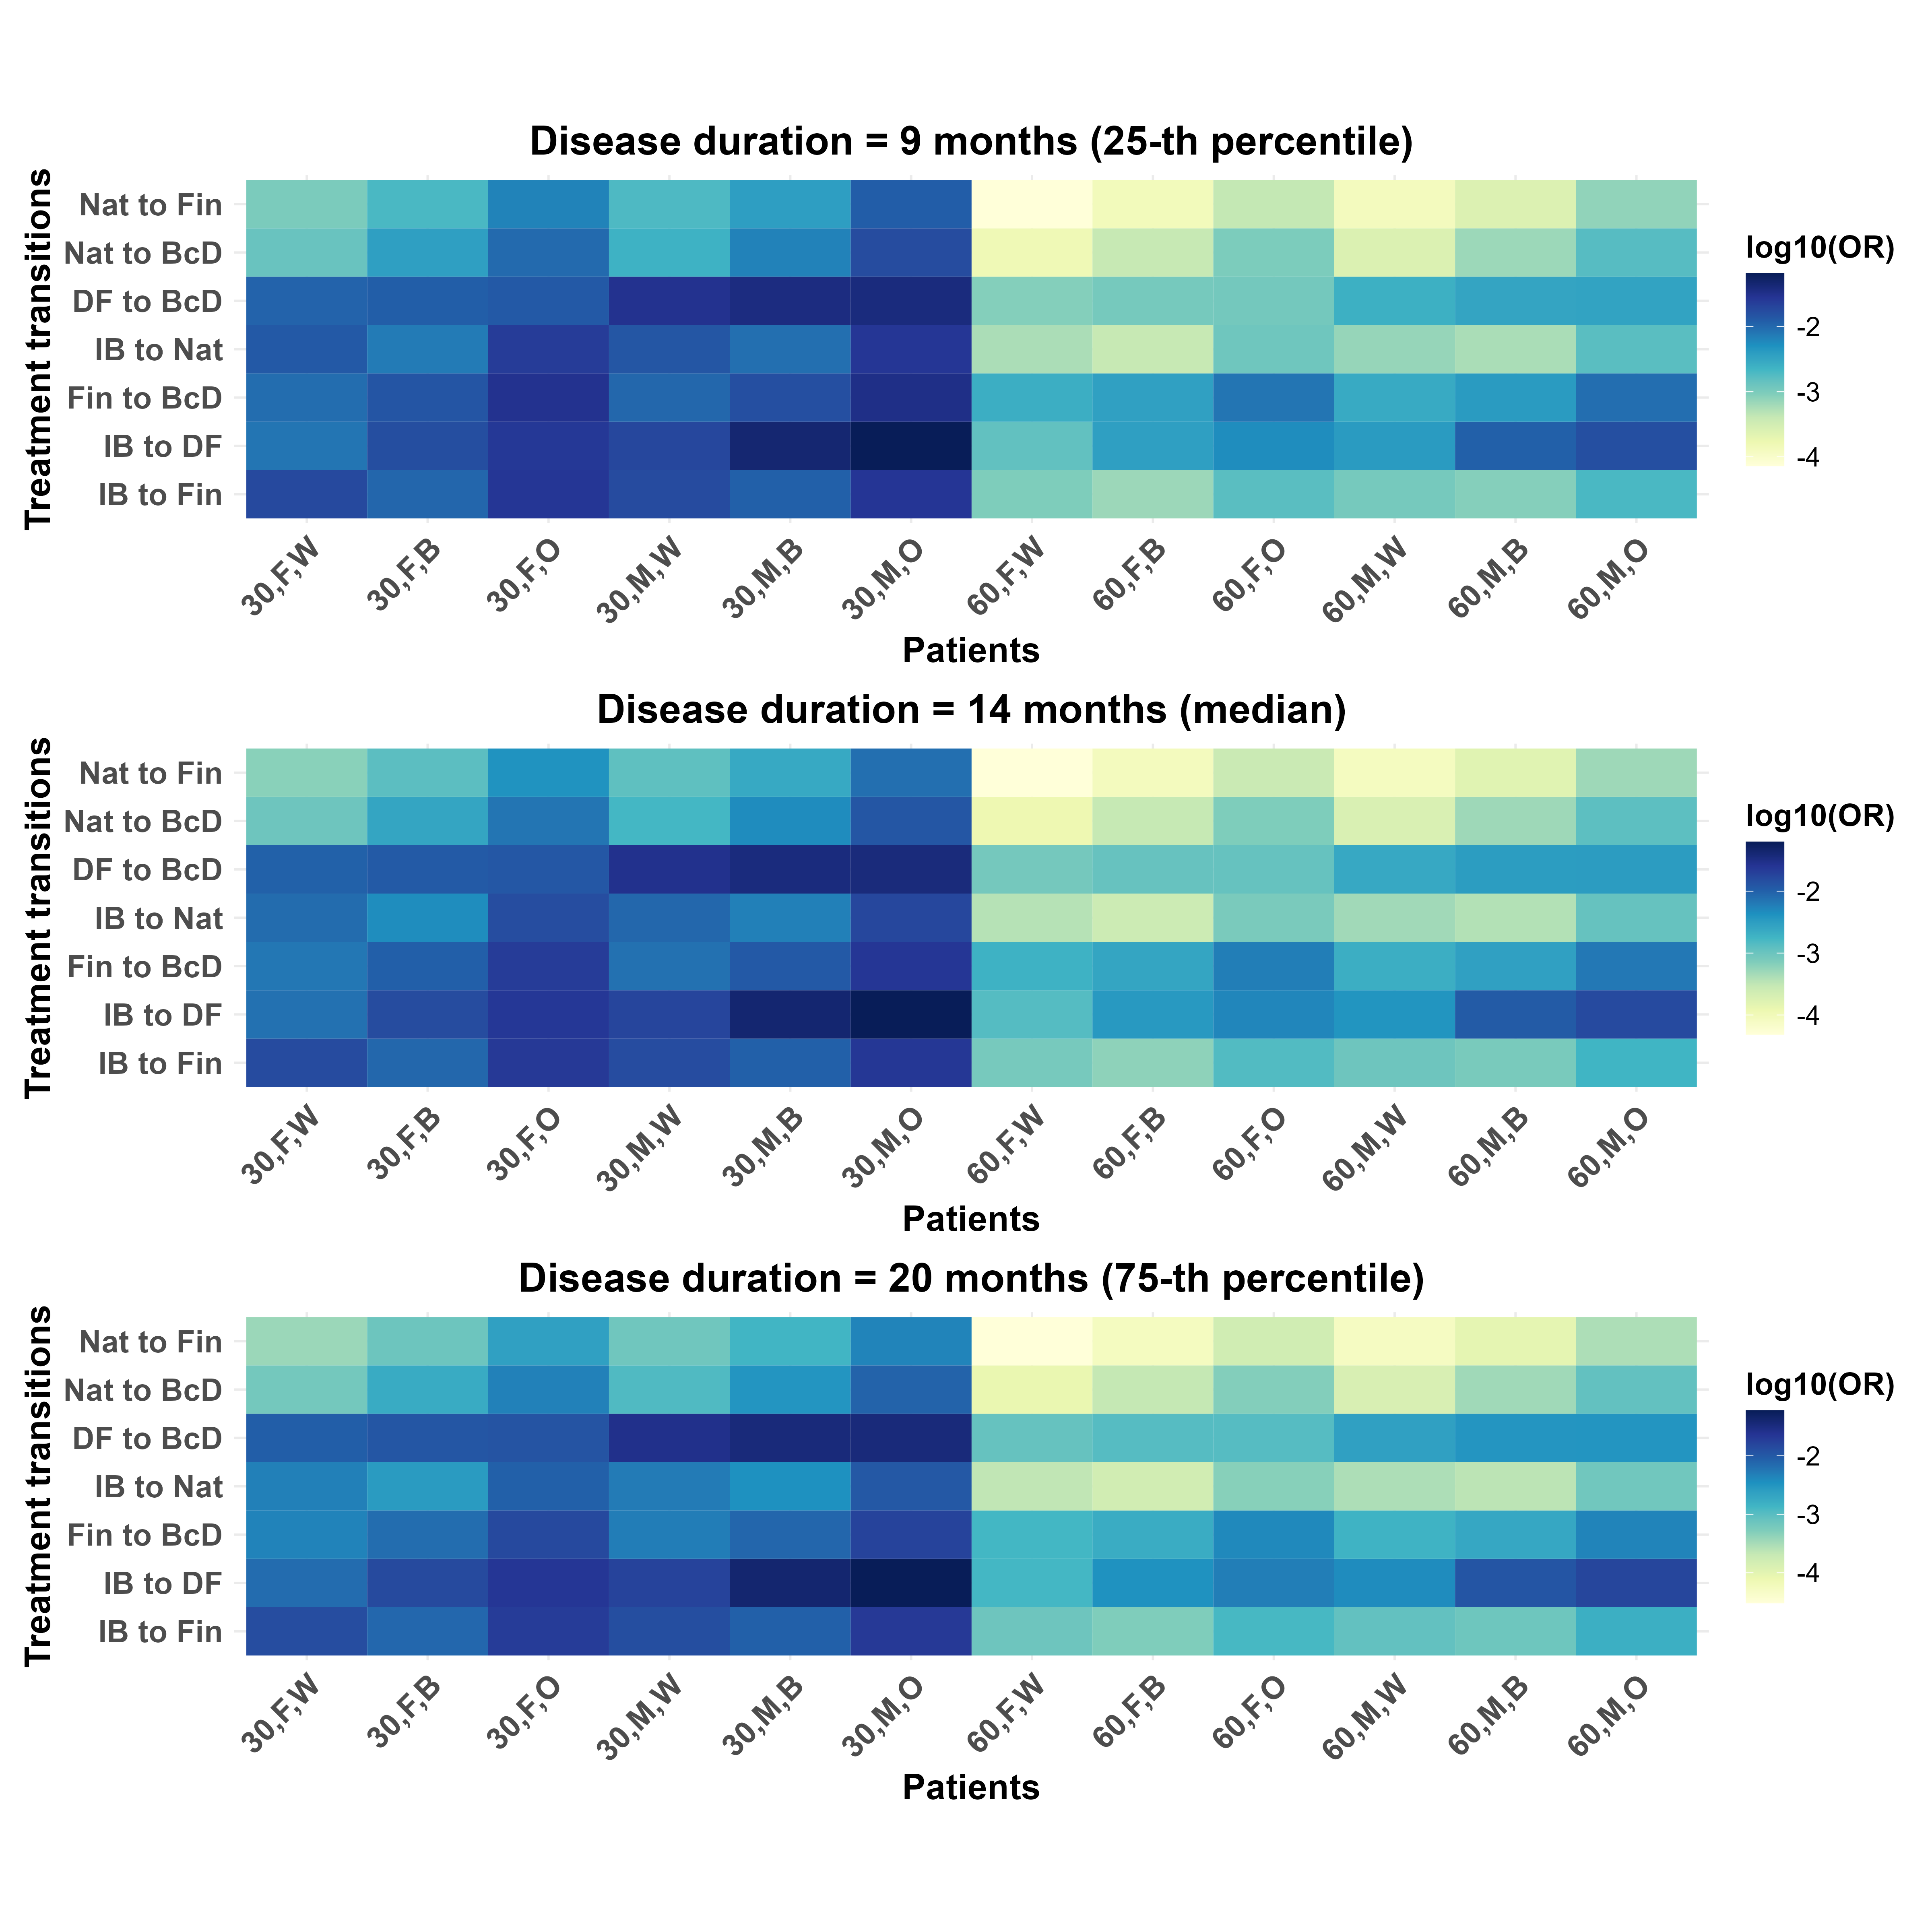 Disease duration = 9 months (25-th percentile)
Treatment transitions
Nat to Fin
Nat to BcD
DF to BcD
IB to Nat
Fin to BcD
IB to DF
IB to Fin
30,F,W
30,F,B
30,F,O
30,M,W
30,M,B
30,M,O
60,F,W
60,F,B
60,F,O
60,M,W
60,M,B
60,M,O
Patients
log10(OR)
-2
-3
-4
Disease duration = 14 months (median)
Treatment transitions
Nat to Fin
Nat to BcD
DF to BcD
IB to Nat
Fin to BcD
IB to DF
IB to Fin
30,F,W
30,F,B
30,F,O
30,M,W
30,M,B
30,M,O
60,F,W
60,F,B
60,F,O
60,M,W
60,M,B
60,M,O
Patients
log10(OR)
-2
-3
-4
Disease duration = 20 months (75-th percentile)
Treatment transitions
Nat to Fin
Nat to BcD
DF to BcD
IB to Nat
Fin to BcD
IB to DF
IB to Fin
30,F,W
30,F,B
30,F,O
30,M,W
30,M,B
30,M,O
60,F,W
60,F,B
60,F,O
60,M,W
60,M,B
60,M,O
Patients
log10(OR)
-2
-3
-4